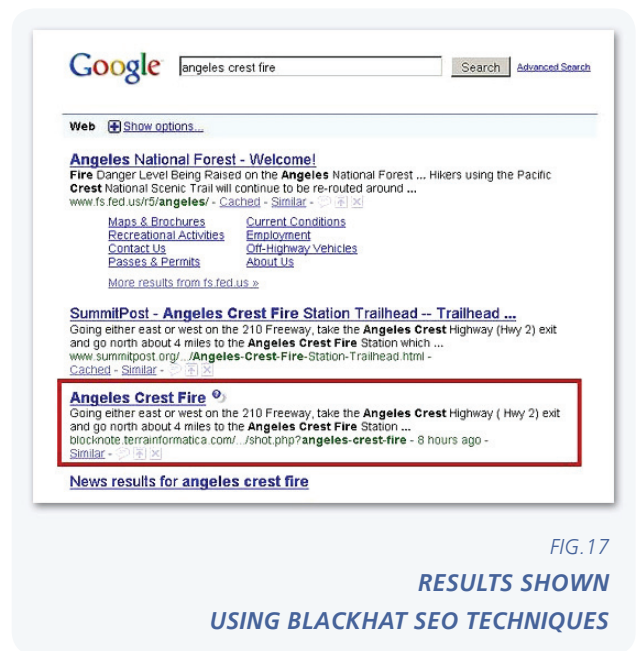 Google angeles crest fire Search Advanced Search
Web Show options...
Angeles National Forest - Welcome!
Fire Danger Level Being Raised on the Angeles National Forest ... Hikers using the Pacific
Crest National Scenic Trail will continue to be re-routed around ...
www.fs.fed.us/r5/angeles/ - Cached - Similar -
Maps & Brochures Current Conditions
Recreational Activities Employment
Contact Us Off-Highway Vehicles
Passes & Permits About Us
More results from fs.fed.us »
SummitPost - Angeles Crest Fire Station Trailhead -- Trailhead ...
Going either east or west on the 210 Freeway, take the Angeles Crest Highway (Hwy 2) exit
and go north about 4 miles to the Angeles Crest Fire Station which ...
www.summitpost.org/.../Angeles-Crest-Fire-Station-Trailhead.html -
Cached - Similar -
Angeles Crest Fire
Going either east or west on the 210 Freeway, take the Angeles Crest Highway ( Hwy 2) exit
and go north about 4 miles to the Angeles Crest Fire Station ...
blocknote.terrainformatica.com/.../shot.php?angeles-crest-fire - 8 hours ago -
Similar -
News results for angeles crest fire
FIG.17
RESULTS SHOWN
USING BLACKHAT SEO TECHNIQUES